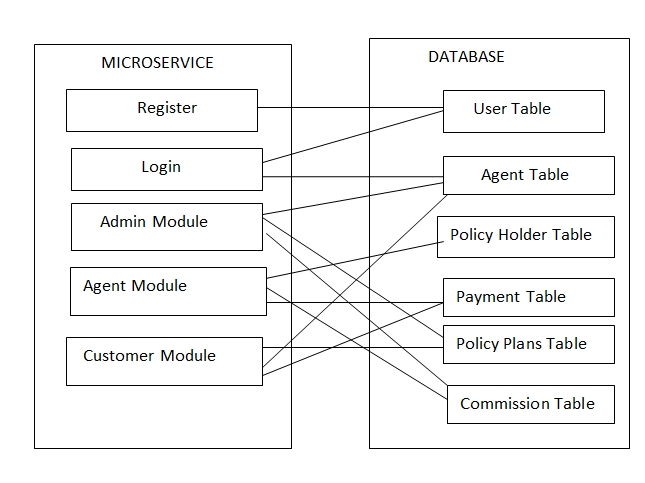 MICROSERVICE
Register
Login
Admin Module
Agent Module
Customer Module
DATABASE
User Table
Agent Table
Policy Holder Table
Payment Table
Policy Plans Table
Commission Table